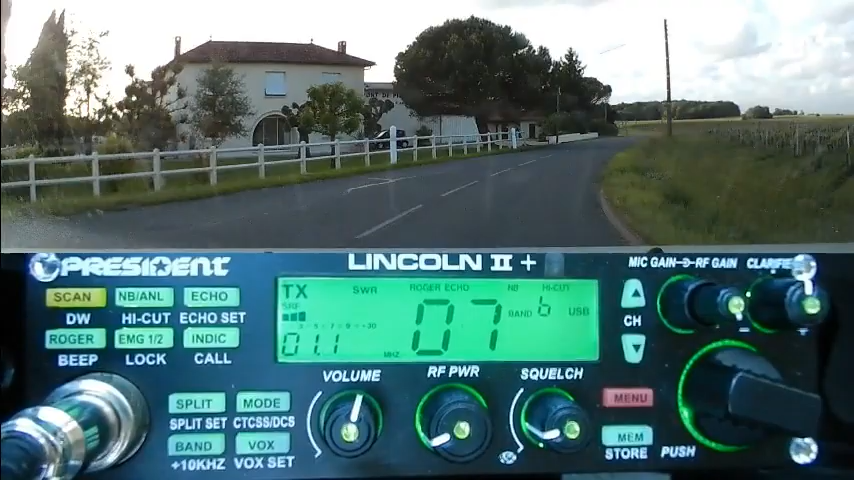 PRESIDENT
LINCOLN II +
MIC GAIN RF GAIN
CLARIFIE
SCAN
NB/ANL
ECHO
DW
HI-CUT
ECHO SET
ROGER
EMG 1/2
INDIC
BEEP
LOCK
CALL
TX
SWR
ROGER ECHO
NB
HI-CUT
SRF
07
BAND
b
USB
01.1
MHZ
CH
VOLUME
RF PWR
SQUELCH
SPLIT
MODE
SPLIT SET
CTCSS/DCS
BAND
VOX
+10KHZ
VOX SET
MENU
MEM
STORE
PUSH